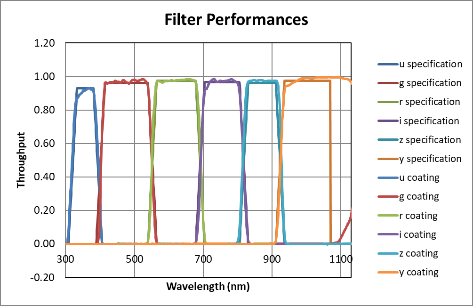 Filter Performances
1.20
1.00
0.80
0.60
0.40
0.20
0.00
-0.20
Throughput
300 500 700 900 1100
Wavelength (nm)
u specification
g specification
r specification
i specification
z specification
y specification
u coating
g coating
r coating
i coating
z coating
y coating